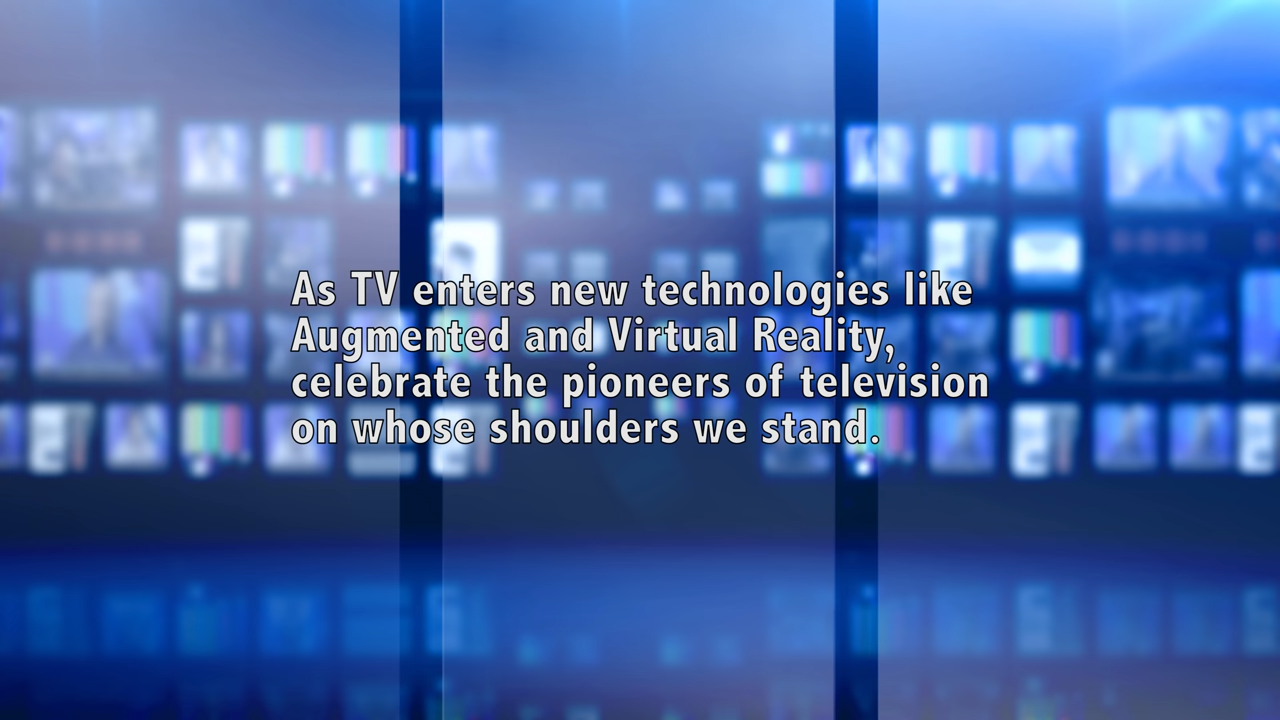 As TV enters new technologies like
Augmented and Virtual Reality,
celebrate the pioneers of television
on whose shoulders we stand.